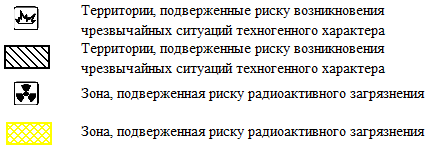 Территории, подверженные риску возникновения
чрезвычайных ситуаций техногенного характера
Территории, подверженные риску возникновения
чрезвычайных ситуаций техногенного характера
Зона, подверженная риску радиоактивного загрязнения
Зона, подверженная риску радиоактивного загрязнения